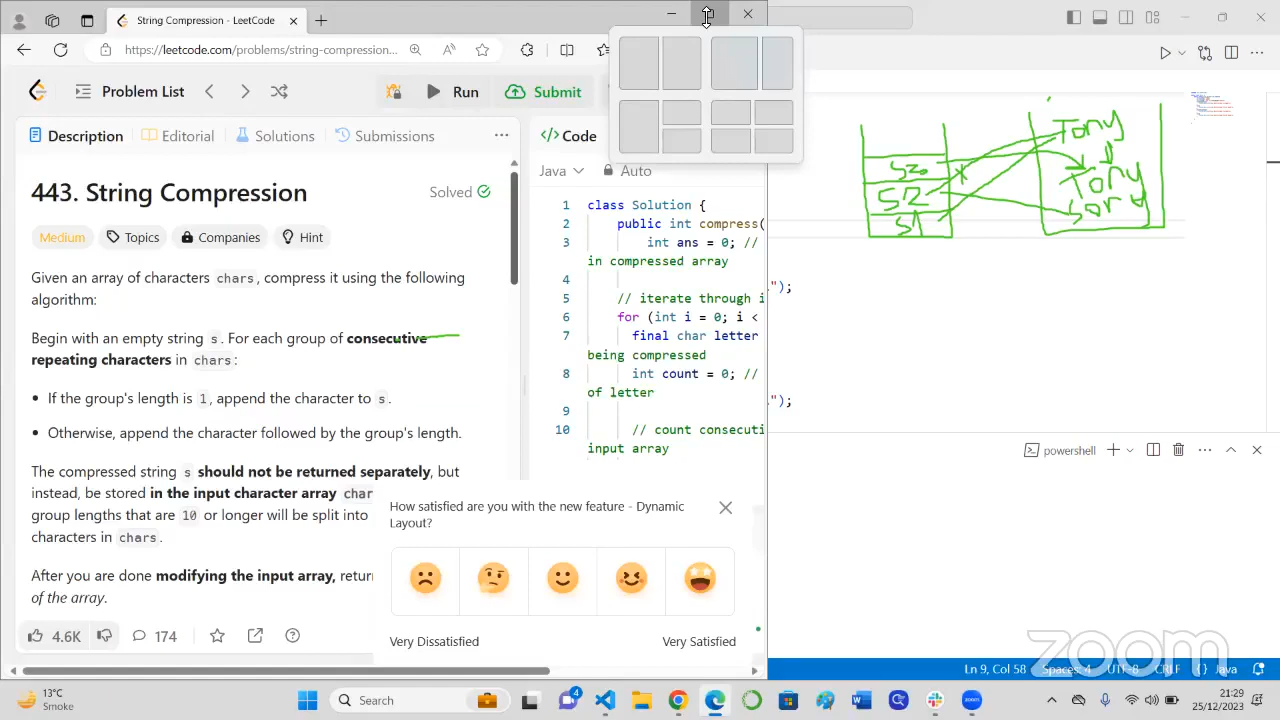 String Compression - LeetCode
https://leetcode.com/problems/string-compression...
Problem List
Run
Submit
Description
Editorial
Solutions
Submissions
</> Code
Java
Auto
443. String Compression
Solved
Medium
Topics
Companies
Hint
Given an array of characters chars, compress it using the following
algorithm:
Begin with an empty string s. For each group of consecutive
repeating characters in chars:
• If the group's length is 1, append the character to s.
• Otherwise, append the character followed by the group's length.
The compressed string s should not be returned separately, but
instead, be stored in the input character array char
group lengths that are 10 or longer will be split into
characters in chars.
After you are done modifying the input array, retur
of the array.
4.6K
174
1 class Solution {
2 public int compress(
3 int ans = 0; //
in compressed array
4
5 // iterate through i
6 for (int i = 0; i <
7 final char letter
being compressed
8 int count = 0; //
of letter
9
10 // count consecuti
input array
How satisfied are you with the new feature - Dynamic
Layout?
Very Dissatisfied
Very Satisfied
Tony
Tony
Sony
S2
S1
");
");
powershell
zoom
Ln 9, Col 58
Spaces: 4
UTF-8
CRLF
{} Java
13°C
Smoke
Search
4
21:29
25/12/2023